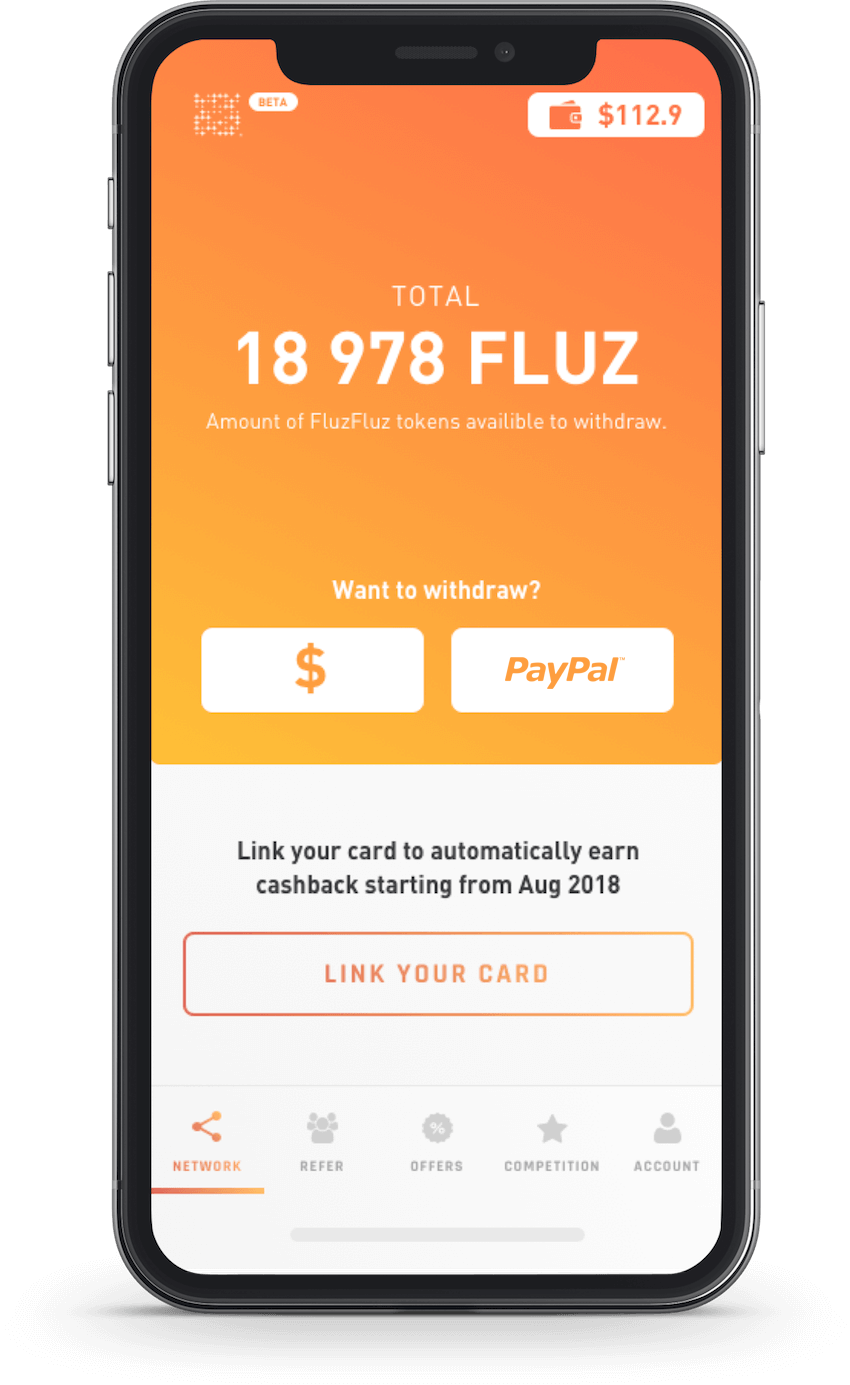 BETA
$112.9
TOTAL
18 978 FLUZ
Amount of FluzFluz tokens availible to withdraw.
Want to withdraw?
$
PayPal™
Link your card to automatically earn
cashback starting from Aug 2018
LINK YOUR CARD
%
NETWORK REFER OFFERS COMPETITION ACCOUNT